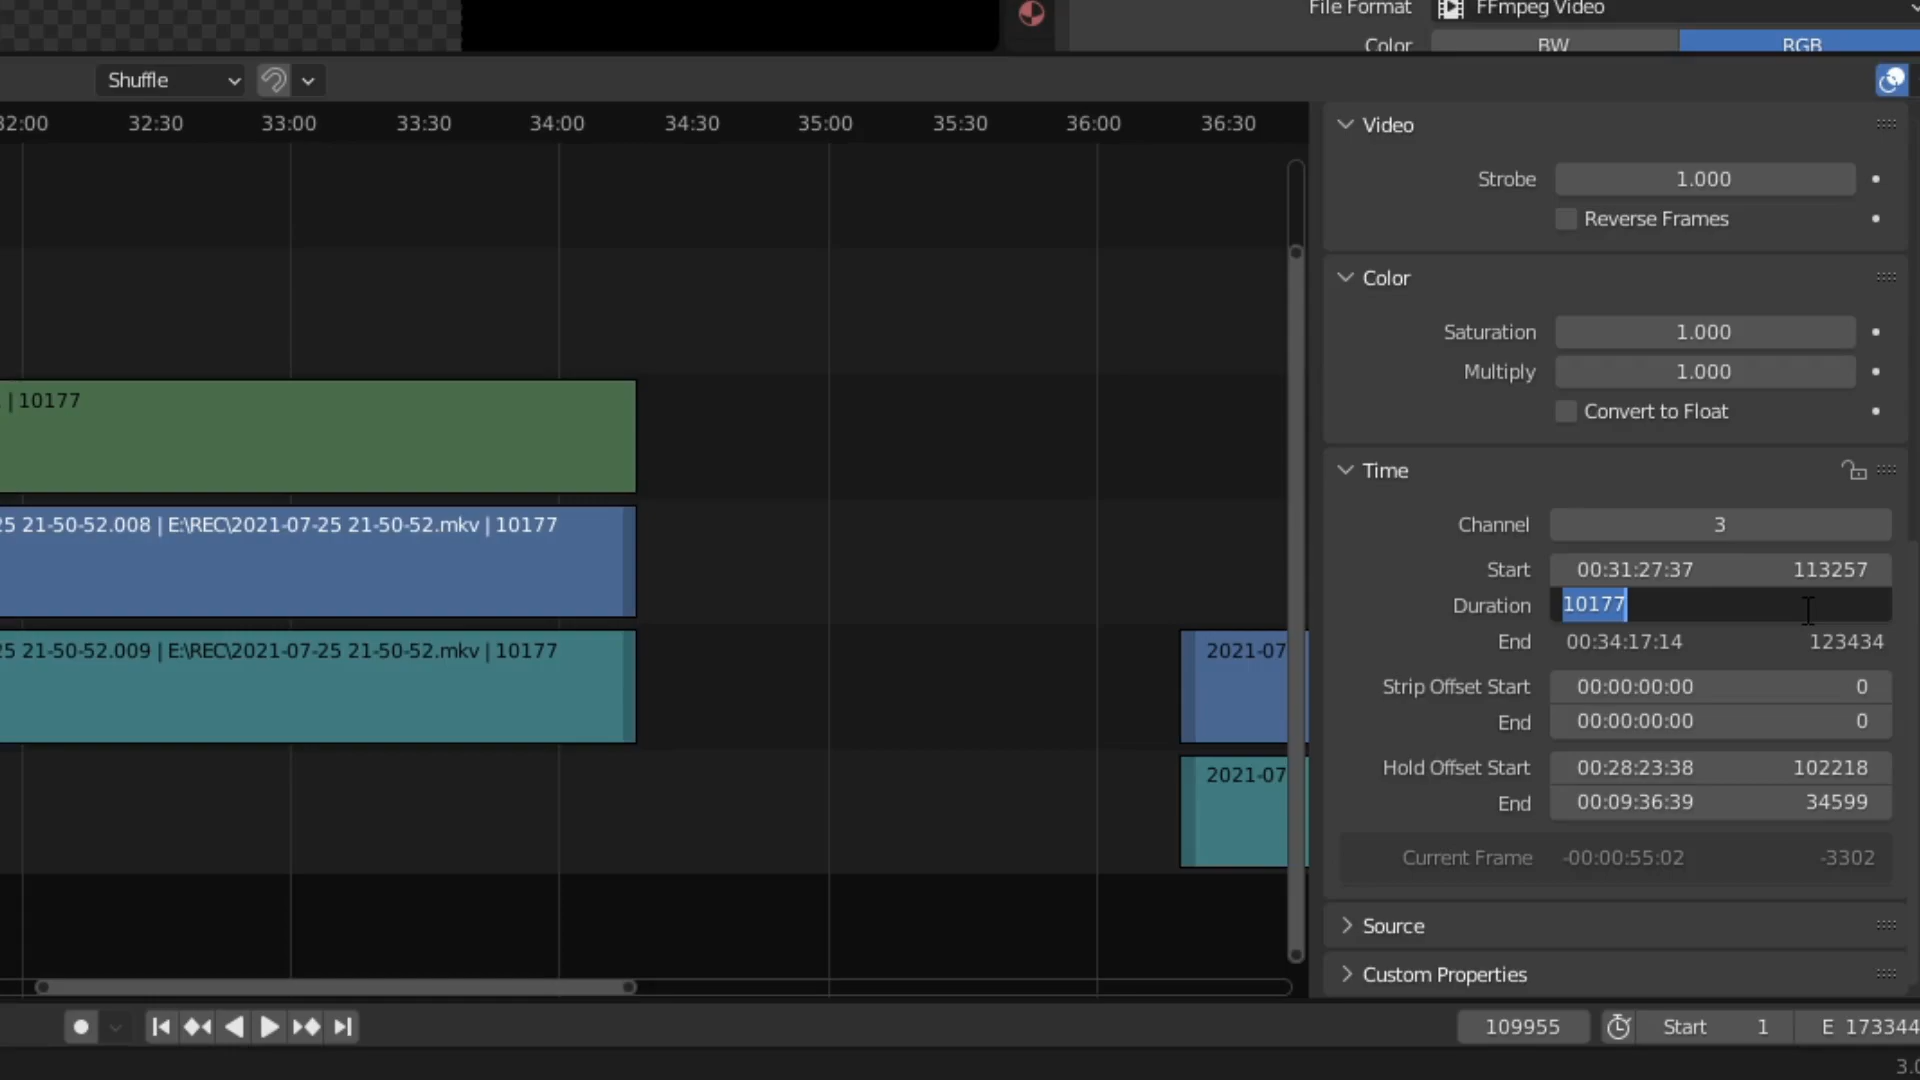 File Format FFmpeg Video
Color BW RGB
Shuffle
32:00 32:30 33:00 33:30 34:00 34:30 35:00 35:30 36:00 36:30
Video
Strobe 1.000
Reverse Frames
Color
Saturation 1.000
Multiply 1.000
Convert to Float
| 10177
25 21-50-52.008 | E:\REC\2021-07-25 21-50-52.mkv | 10177
25 21-50-52.009 | E:\REC\2021-07-25 21-50-52.mkv | 10177
2021-07
2021-07
Time
Channel 3
Start 00:31:27:37 113257
Duration 10177
End 00:34:17:14 123434
Strip Offset Start 00:00:00:00 0
End 00:00:00:00 0
Hold Offset Start 00:28:23:38 102218
End 00:09:36:39 34599
Current Frame -00:00:55:02 -3302
Source
Custom Properties
109955 Start 1 E 173344
3.0